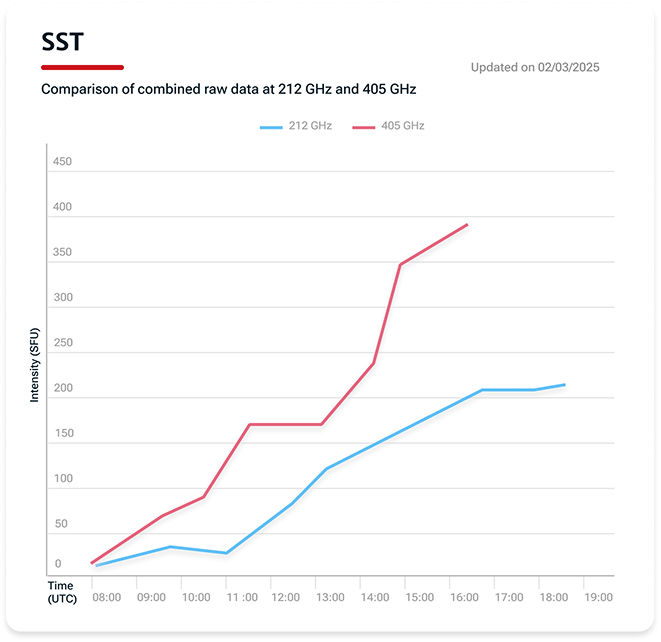 SST
Updated on 02/03/2025
Comparison of combined raw data at 212 GHz and 405 GHz
212 GHz 405 GHz
450
400
350
300
250
200
150
100
50
0
Intensity (SFU)
Time
(UTC)
08:00 09:00 10:00 11 :00 12:00 13:00 14:00 15:00 16:00 17:00 18:00 19:00